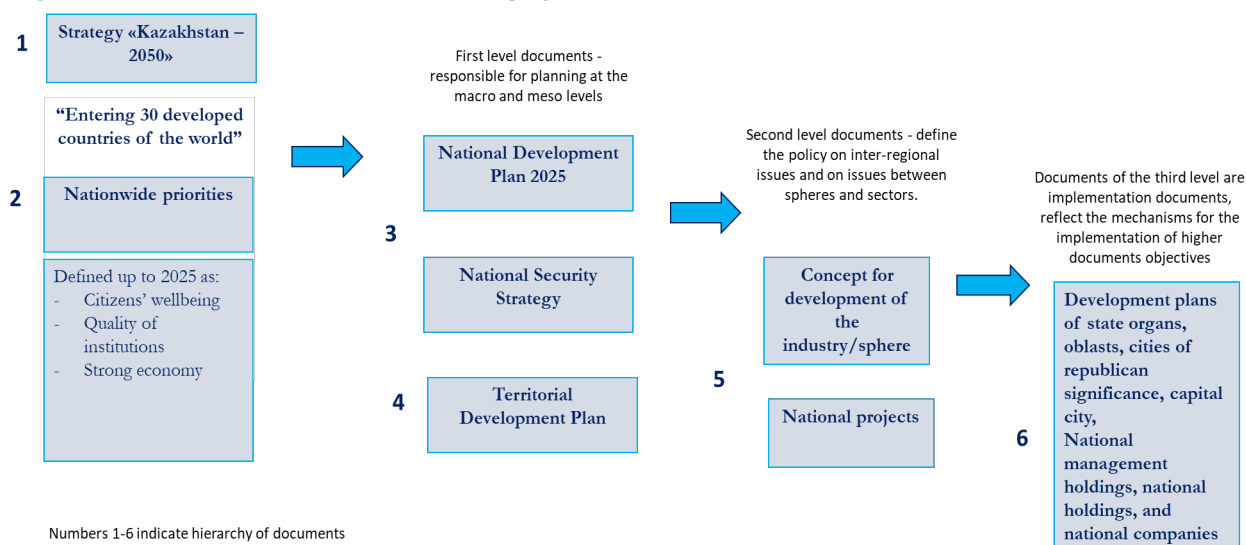 1
Strategy «Kazakhstan –
2050»
“Entering 30 developed
countries of the world”
2
Nationwide priorities
Defined up to 2025 as:
- Citizens’ wellbeing
- Quality of
institutions
- Strong economy
First level documents -
responsible for planning at the
macro and meso levels
National Development
Plan 2025
3
National Security
Strategy
4
Territorial
Development Plan
Second level documents - define
the policy on inter-regional
issues and on issues between
spheres and sectors.
Concept for
development of
the
industry/sphere
5
National projects
Documents of the third level are
implementation documents,
reflect the mechanisms for the
implementation of higher
documents objectives
6
Development plans
of state organs,
oblasts, cities of
republican
significance, capital
city,
National
management
holdings, national
holdings, and
national companies
Numbers 1-6 indicate hierarchy of documents